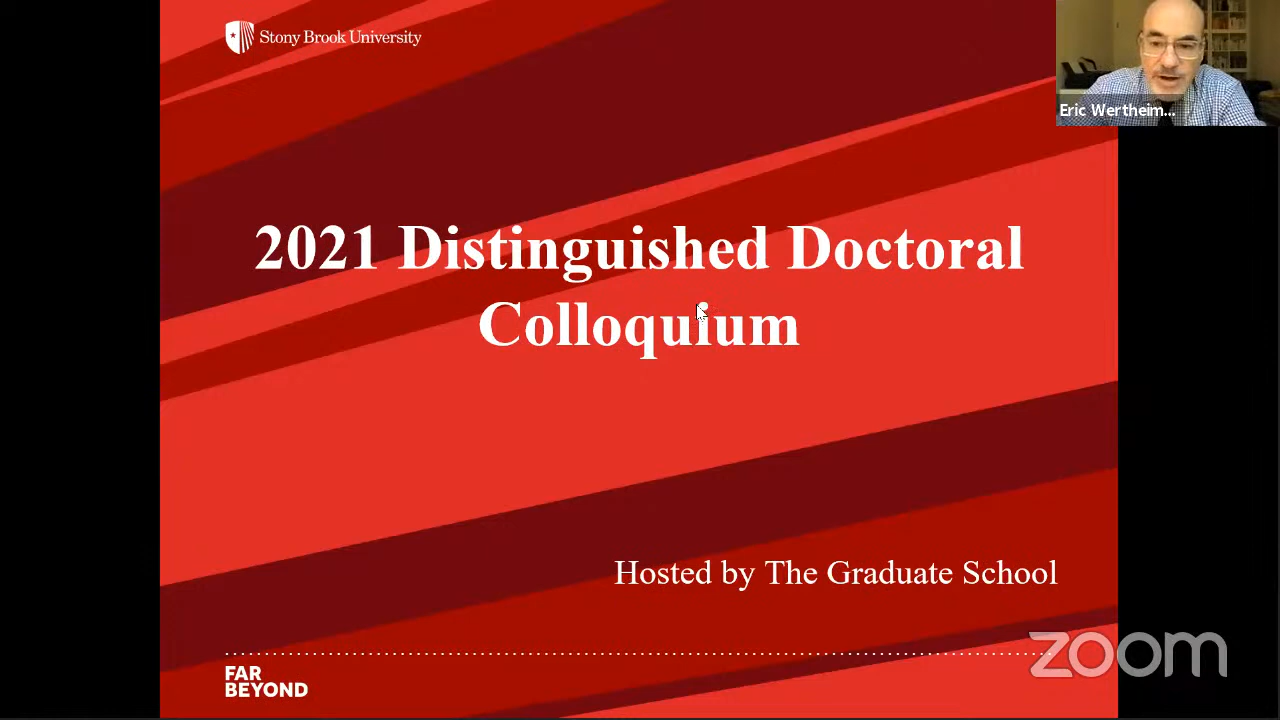 Stony Brook University
Eric Wertheim...
2021 Distinguished Doctoral
Colloquium
Hosted by The Graduate School
zoom
FAR
BEYOND